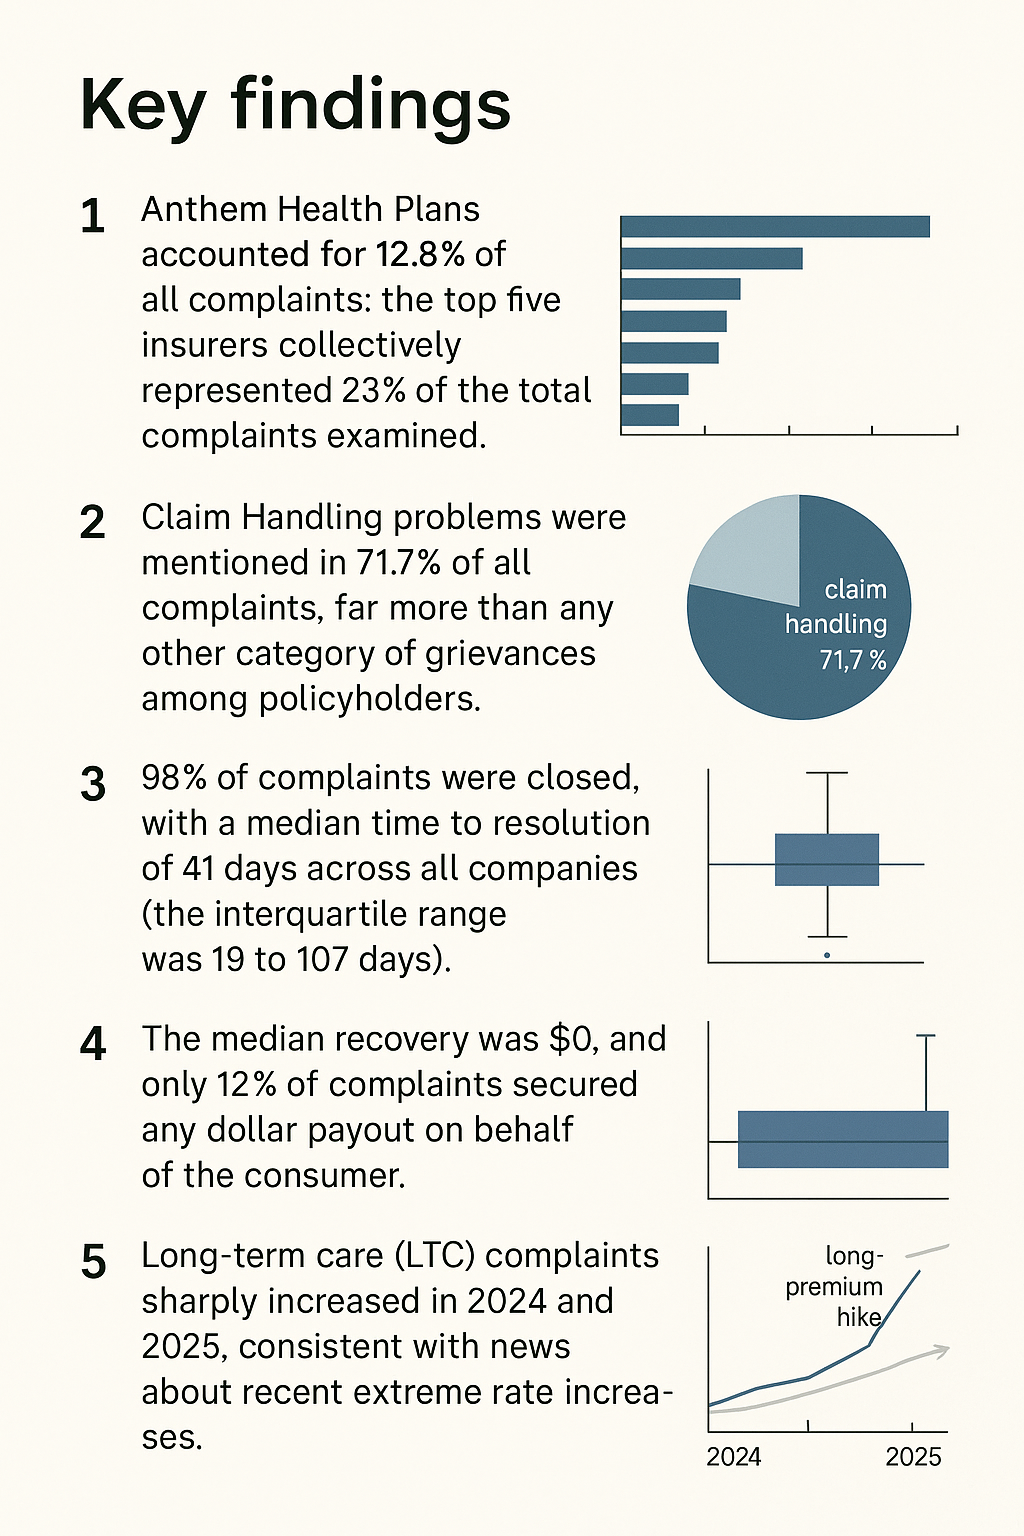 Key findings
1
Anthem Health Plans
accounted for 12.8% of
all complaints: the top five
insurers collectively
represented 23% of the total
complaints examined.
2
Claim Handling problems were
mentioned in 71.7% of all
complaints, far more than any
other category of grievances
among policyholders.
claim
handling
71,7 %
3
98% of complaints were closed,
with a median time to resolution
of 41 days across all companies
(the interquartile range
was 19 to 107 days).
4
The median recovery was $0, and
only 12% of complaints secured
any dollar payout on behalf
of the consumer.
5
Long-term care (LTC) complaints
sharply increased in 2024 and
2025, consistent with news
about recent extreme rate increa-
ses.
long-
premium
hike
2024
2025